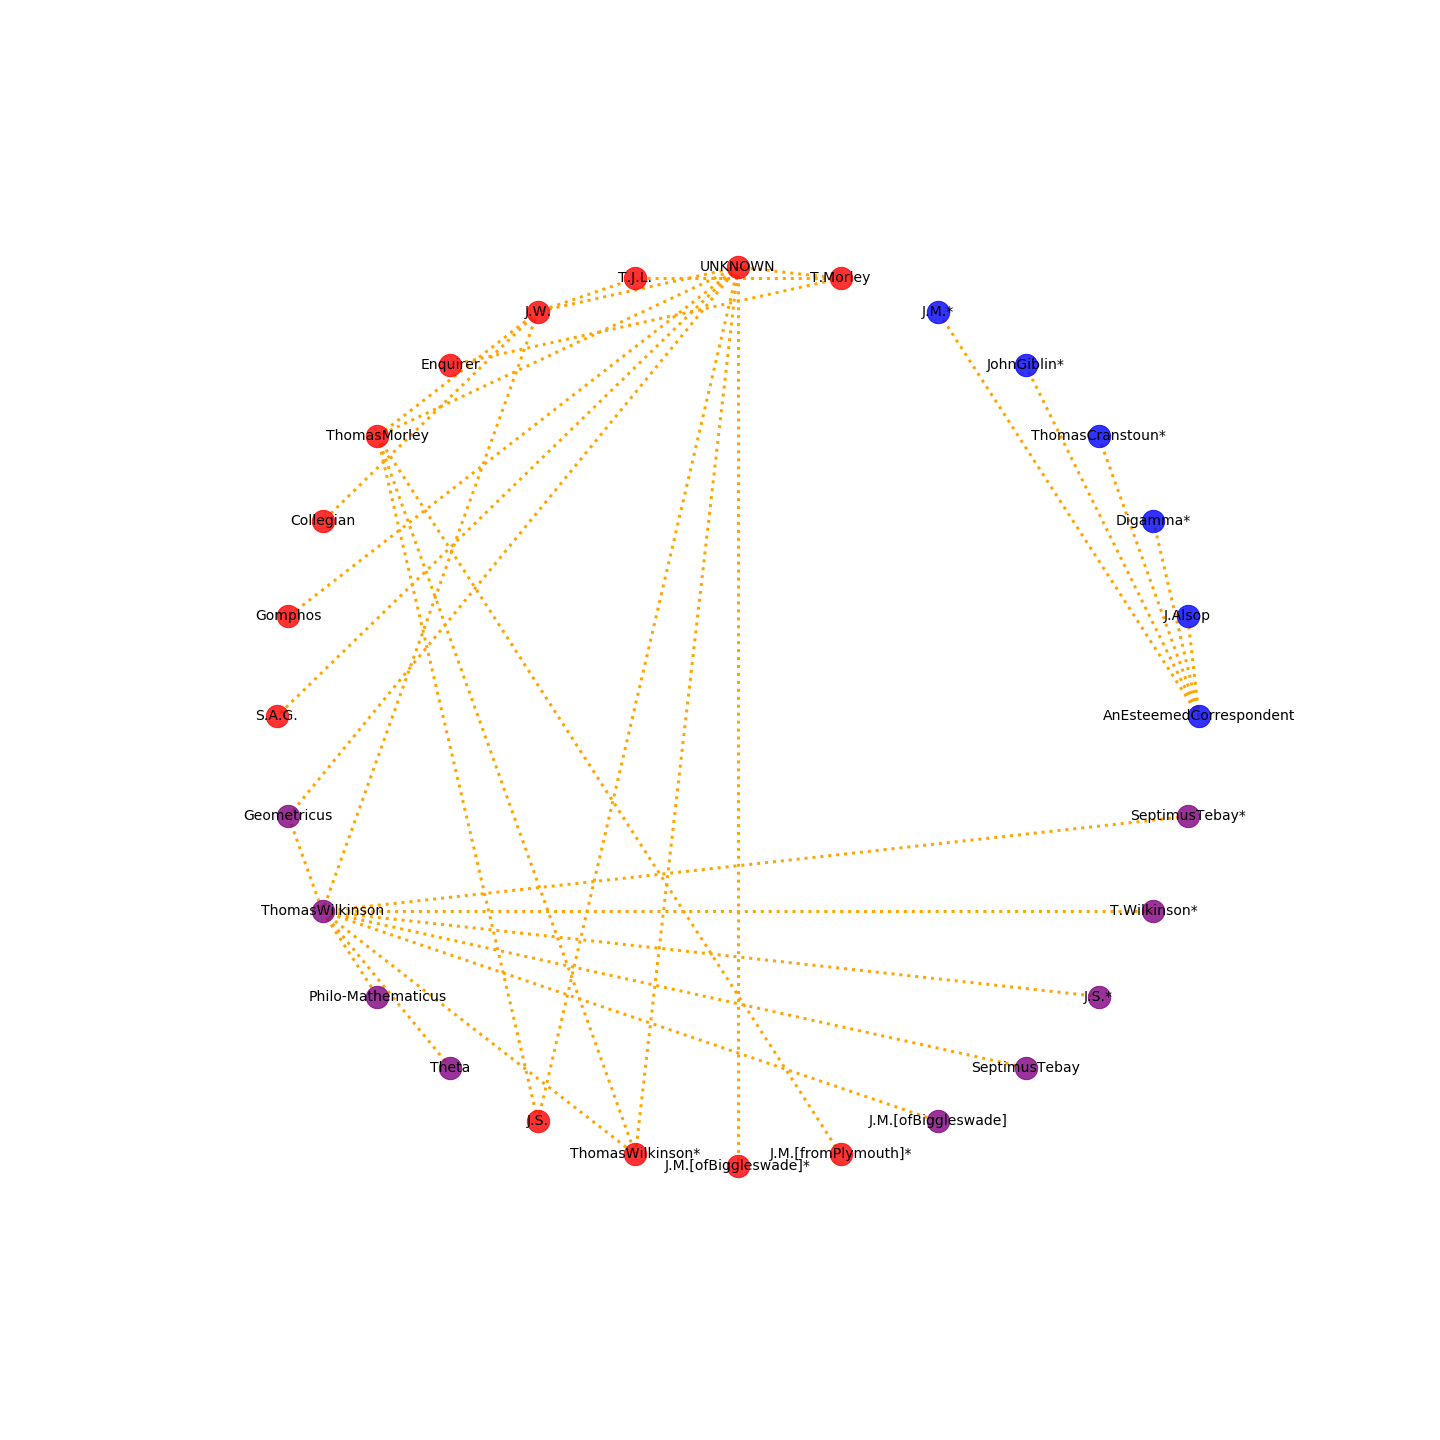 UNKNOWN
T.J.L.
T.Morley
J.W.
J.M.*
Enquirer
JohnGiblin*
ThomasMorley
ThomasCranstoun*
Collegian
Digamma*
Gomphos
J.Alsop
S.A.G.
AnEsteemedCorrespondent
Geometricus
SeptimusTebay*
ThomasWilkinson
T.Wilkinson*
Philo-Mathematicus
J.S.*
Theta
SeptimusTebay
J.S.
J.M.[ofBiggleswade]
ThomasWilkinson*
J.M.[fromPlymouth]*
J.M.[ofBiggleswade]*